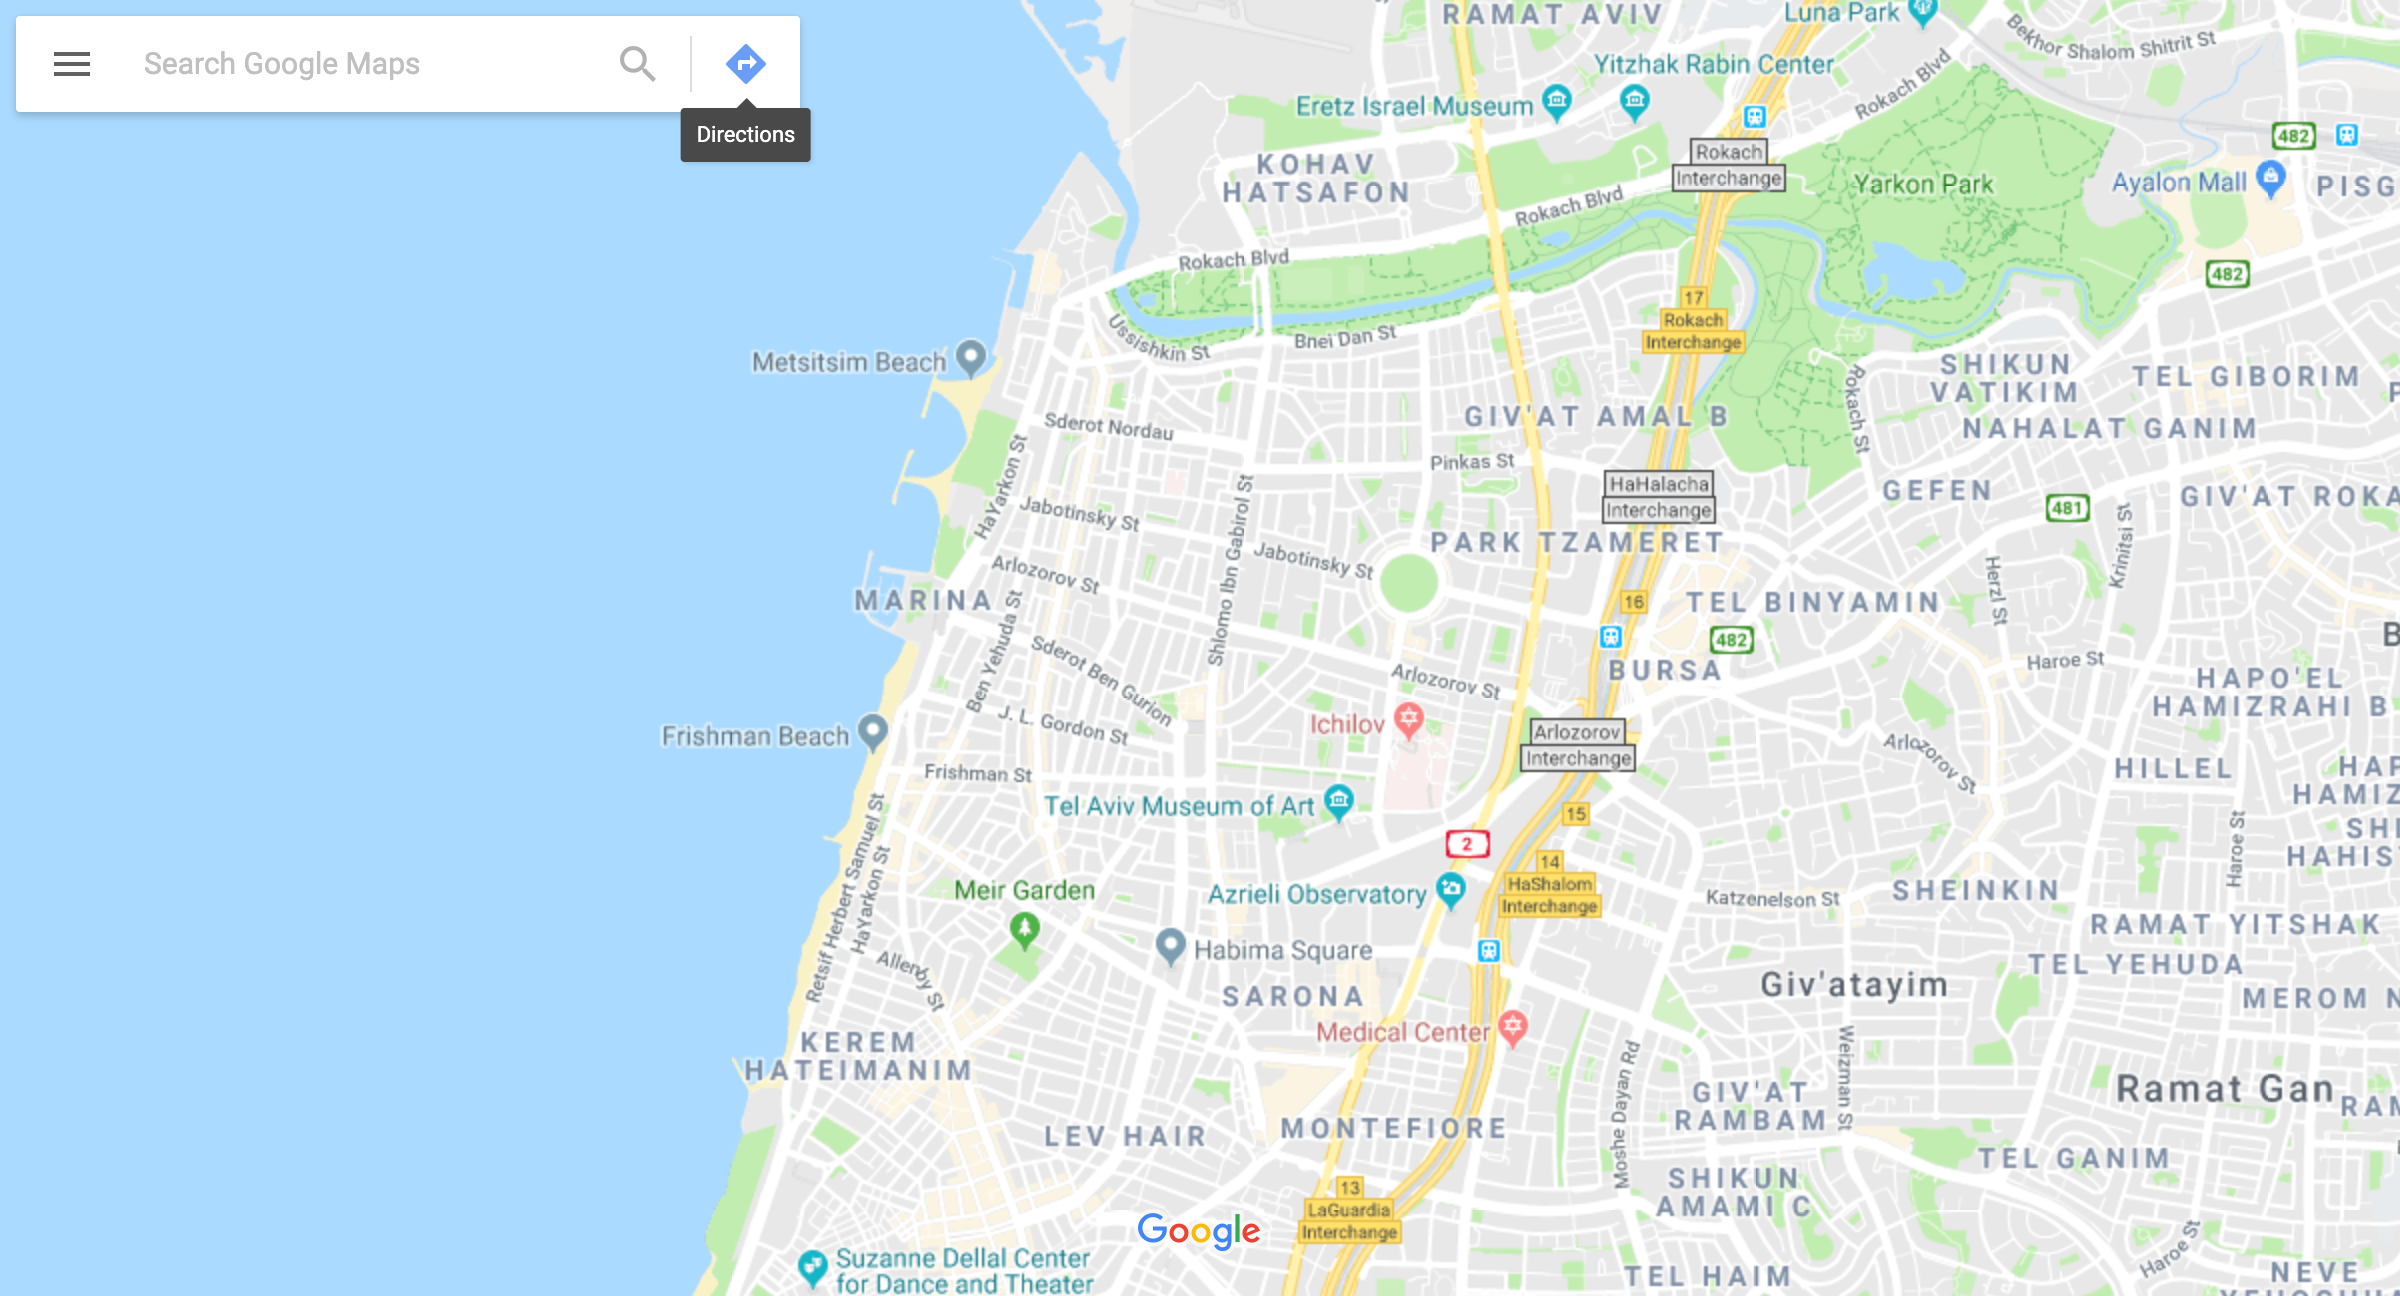 Search Google Maps
Directions
RAMAT AVIV
Luna Park
Bekhor Shalom Shitrit St
Yitzhak Rabin Center
Rokach Blvd
Eretz Israel Museum
482
Rokach
Interchange
KOHAV
HATSAFON
Yarkon Park
Ayalon Mall
PISG
Rokach Blvd
Rokach Blvd
482
17
Rokach
Interchange
Ussishkin St
Bnei Dan St
Metsitsim Beach
SHIKUN
VATIKIM
TEL GIBORIM
Rokach St
GIV'AT AMAL B
NAHALAT GANIM
Sderot Nordau
HaYarkon St
Pinkas St
HaHalacha
Interchange
GEFEN
481
GIV'AT ROKA
Jabotinsky St
Shlomo Ibn Gabirol St
PARK TZAMERET
Jabotinsky St
Krinitsi St
Arlozorov St
Herzl St
MARINA
16
TEL BINYAMIN
Ben Yehuda St
482
Sderot Ben Gurion
BURSA
Haroe St
Arlozorov St
HAPO'EL
HAMIZRAHI B
J. L. Gordon St
Ichilov
Frishman Beach
Arlozorov
Interchange
Arlozorov St
HILLEL
HAP
HAMIZ
Frishman St
Tel Aviv Museum of Art
15
SHI
HAHIS
Haroe St
2
14
HaShalom
Interchange
Retsif Herbert Samuel St
HaYarkon St
Meir Garden
Azrieli Observatory
Katzenelson St
SHEINKIN
RAMAT YITSHAK
Habima Square
TEL YEHUDA
Allenby St
Giv'atayim
SARONA
MEROM N
Medical Center
KEREM
HATEIMANIM
Moshe Dayan Rd
Weizman St
GIV'AT
RAMBAM
Ramat Gan
RAM
LEV HAIR
MONTEFIORE
TEL GANIM
SHIKUN
AMAMI C
13
LaGuardia
Interchange
Google
Haroe St
Suzanne Dellal Center
for Dance and Theater
TEL HAIM
NEVE